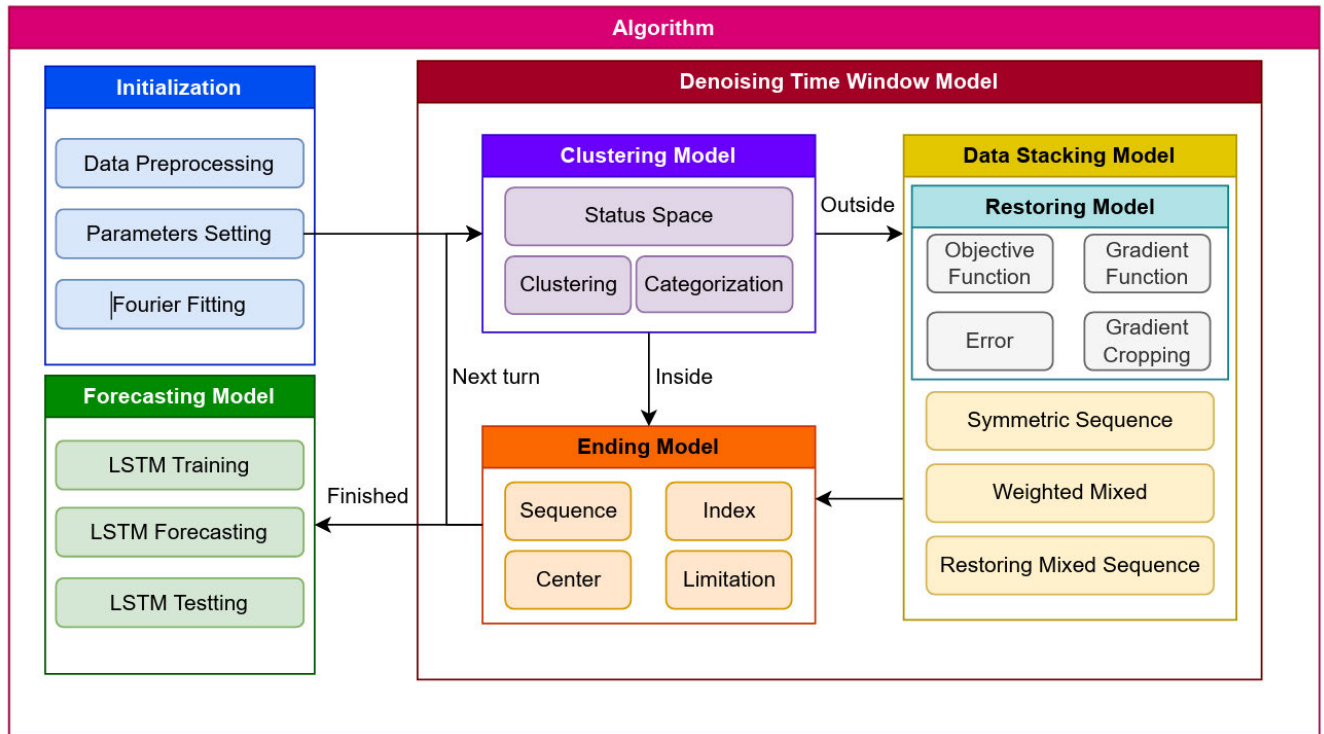 Algorithm
Initialization
Data Preprocessing
Parameters Setting
Fourier Fitting
Forecasting Model
LSTM Training
LSTM Forecasting
LSTM Testting
Denoising Time Window Model
Clustering Model
Status Space
Clustering
Categorization
Outside
Inside
Next turn
Finished
Ending Model
Sequence
Index
Center
Limitation
Data Stacking Model
Restoring Model
Objective
Function
Gradient
Function
Error
Gradient
Cropping
Symmetric Sequence
Weighted Mixed
Restoring Mixed Sequence